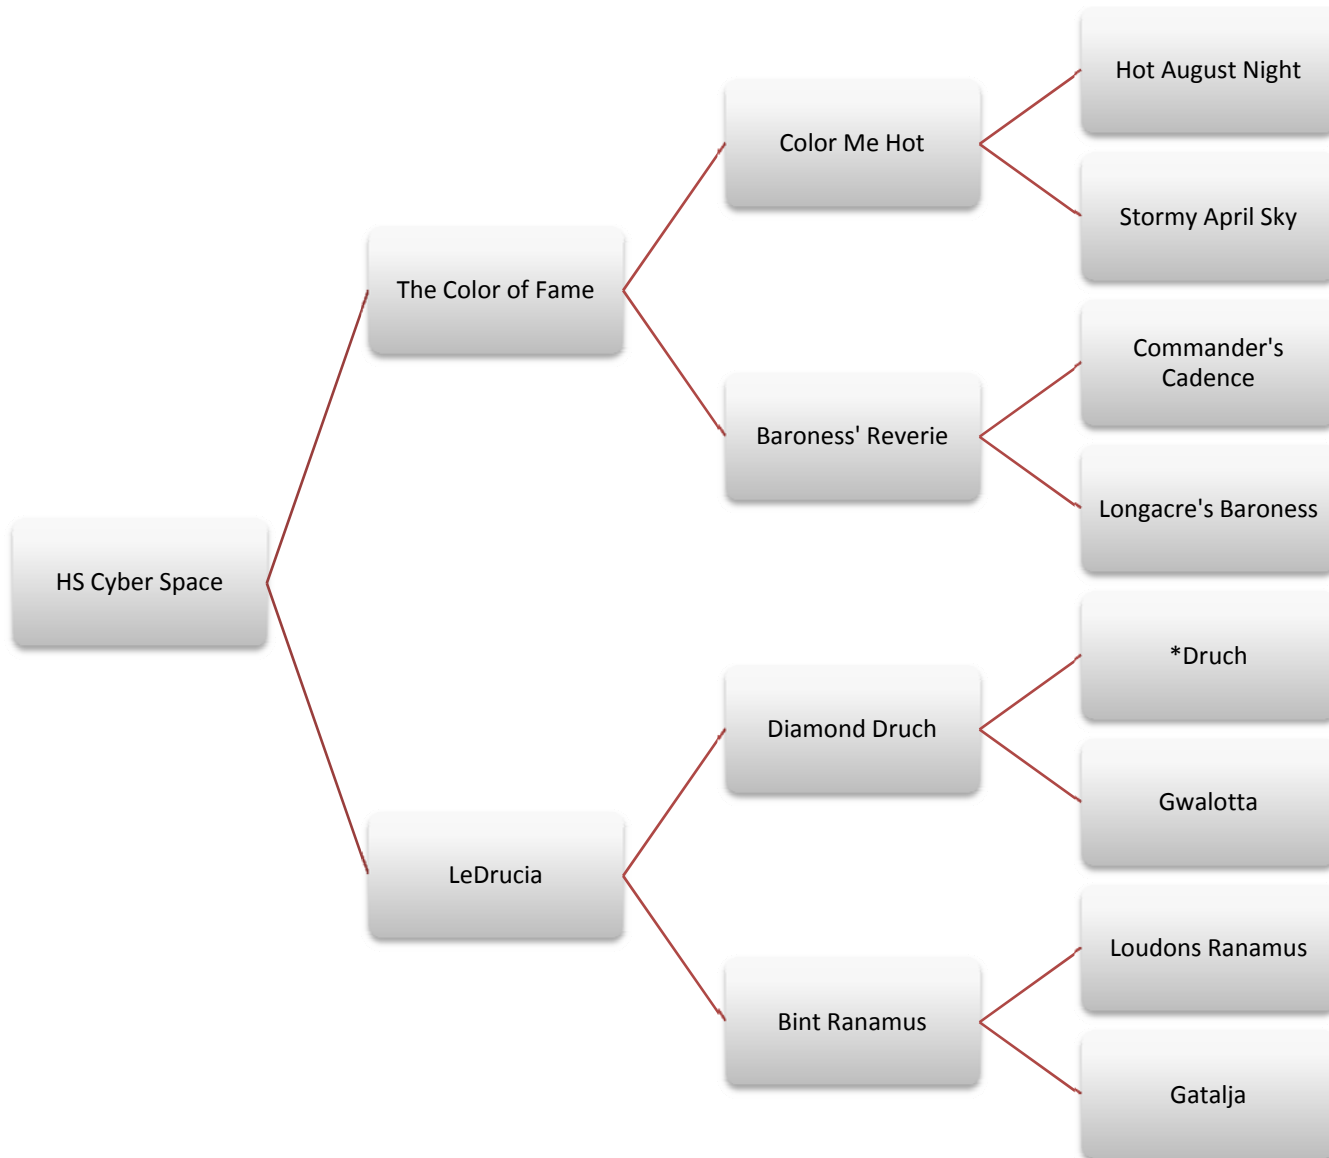 Hot August Night
Color Me Hot
Stormy April Sky
The Color of Fame
Commander's
Cadence
Baroness' Reverie
Longacre's Baroness
HS Cyber Space
*Druch
Diamond Druch
Gwalotta
LeDrucia
Loudons Ranamus
Bint Ranamus
Gatalja